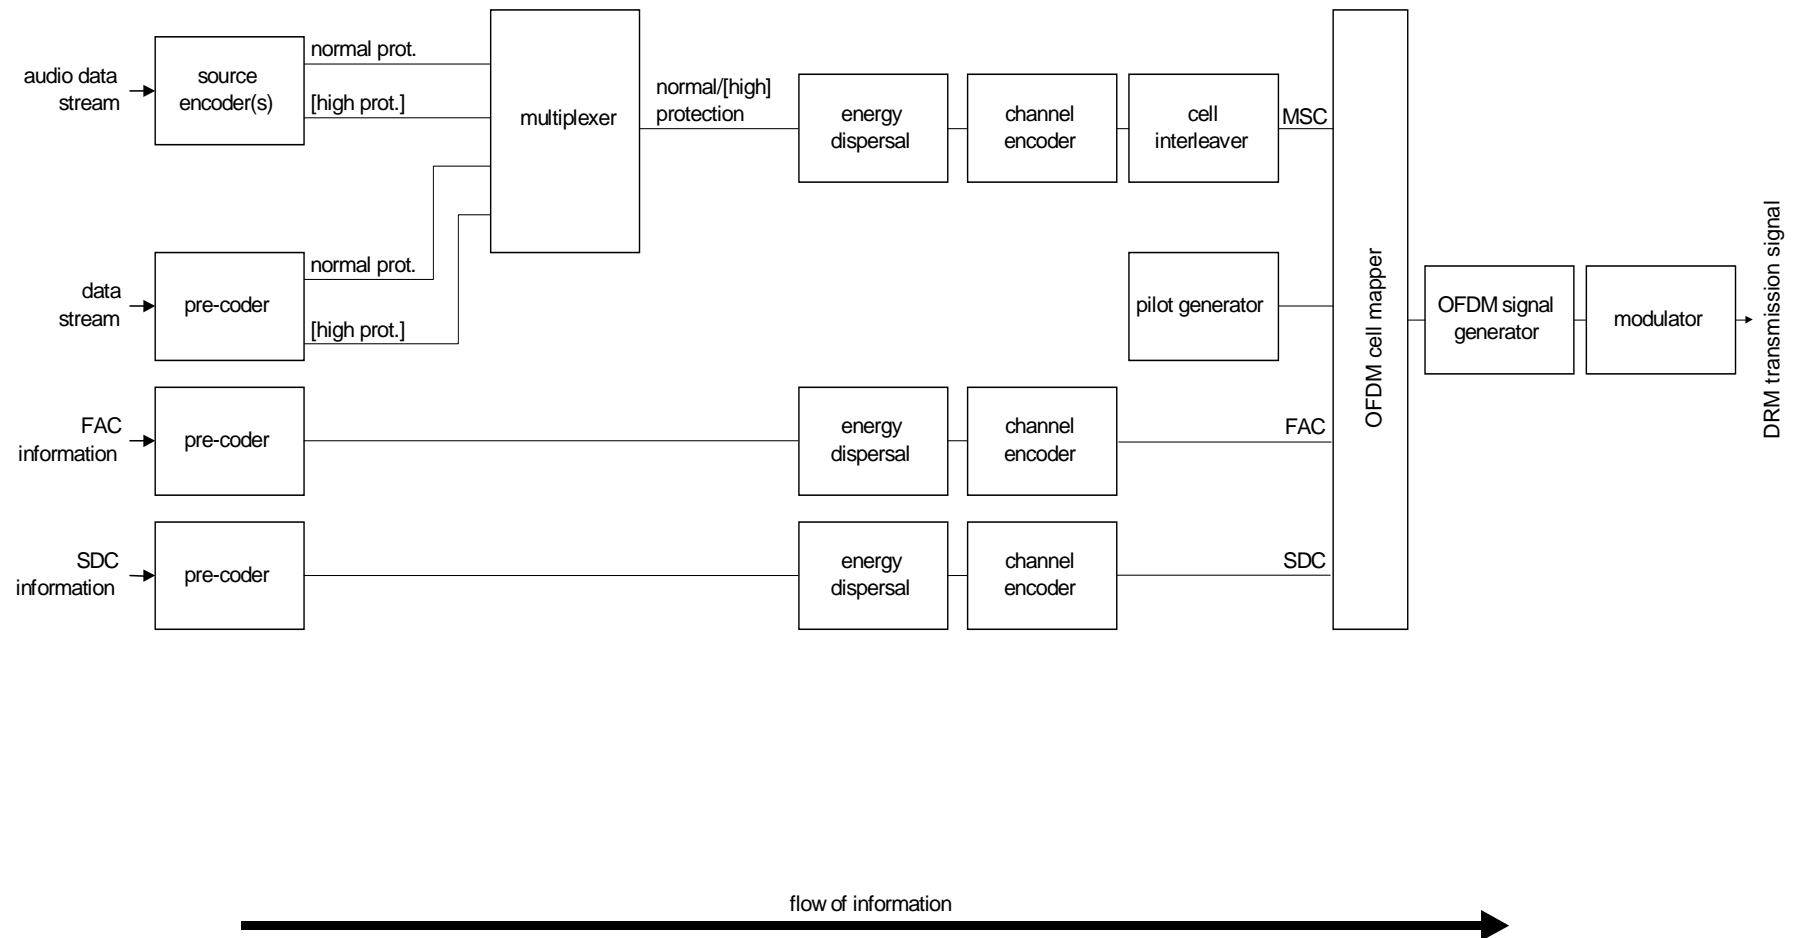 audio data
stream
source
encoder(s)
normal prot.
[high prot.]
multiplexer
normal/[high]
protection
energy
dispersal
channel
encoder
cell
interleaver
MSC
data
stream
pre-coder
normal prot.
[high prot.]
pilot generator
OFDM cell mapper
OFDM signal
generator
modulator
DRM transmission signal
FAC
information
pre-coder
energy
dispersal
channel
encoder
FAC
SDC
information
pre-coder
energy
dispersal
channel
encoder
SDC
flow of information